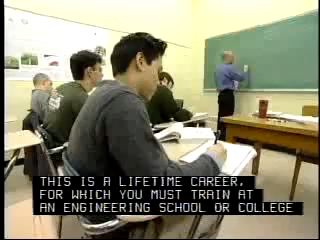 THIS IS A LIFETIME CAREER,
FOR WHICH YOU MUST TRAIN AT
AN ENGINEERING SCHOOL OR COLLEGE